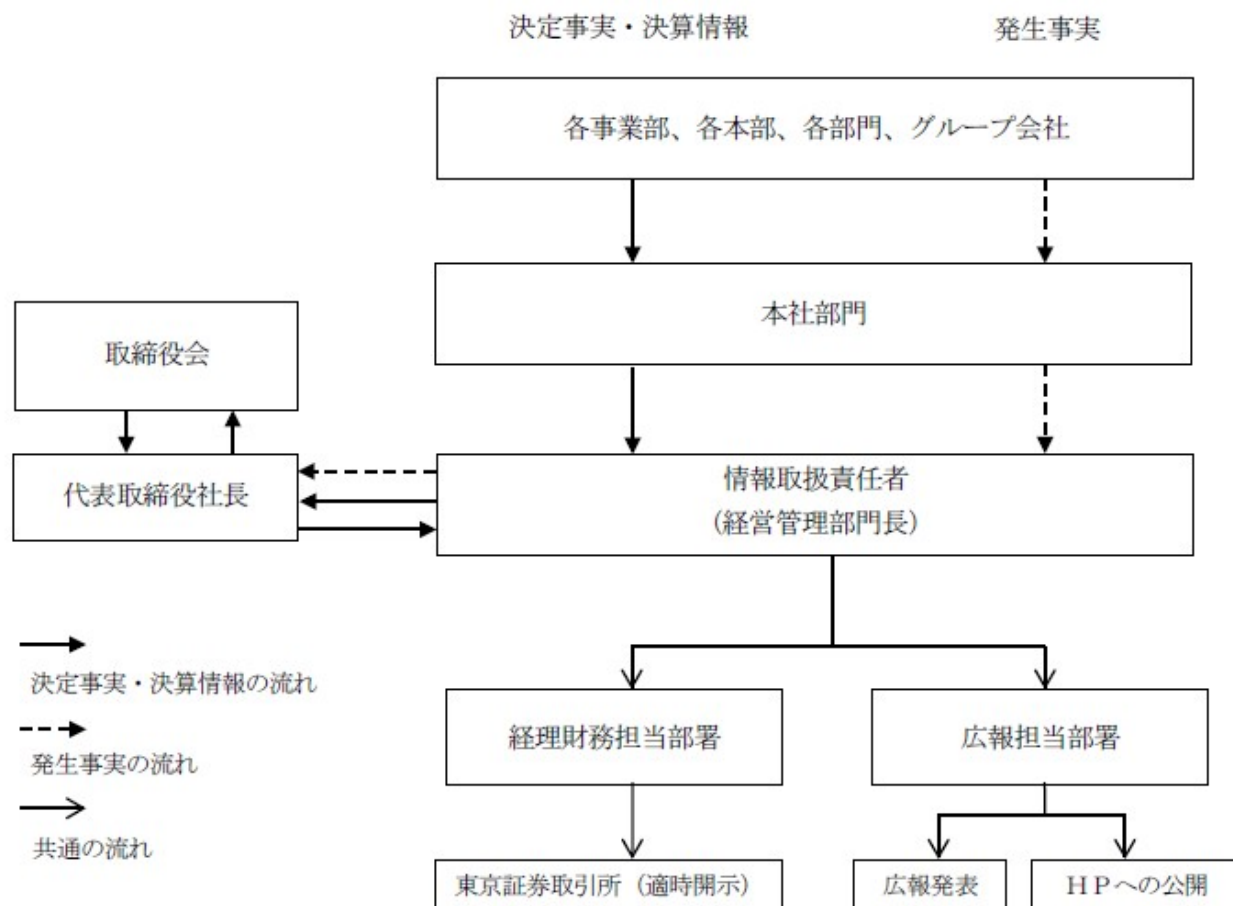 決定事実・決算情報
発生事実
各事業部、各本部、各部門、グループ会社
本社部門
取締役会
代表取締役社長
情報取扱責任者
(経営管理部門長)
決定事実・決算情報の流れ
発生事実の流れ
共通の流れ
経理財務担当部署
広報担当部署
東京証券取引所（適時開示）
広報発表
ＨＰへの公開